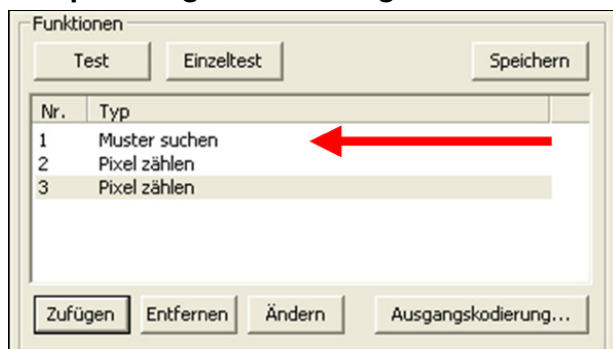 Funktionen
Test Einzeltest Speichern
Nr. Typ
1 Muster suchen
2 Pixel zählen
3 Pixel zählen
Zufügen Entfernen Ändern Ausgangskodierung...